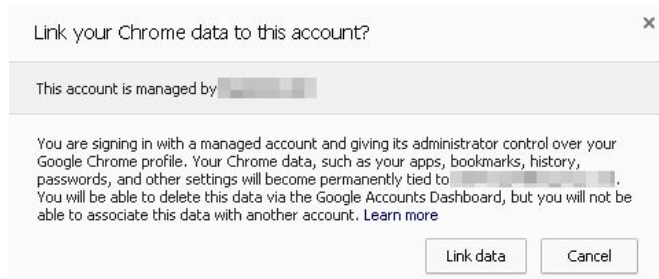 Link your Chrome data to this account?
This account is managed by
You are signing in with a managed account and giving its administrator control over your
Google Chrome profile. Your Chrome data, such as your apps, bookmarks, history,
passwords, and other settings will become permanently tied to .
You will be able to delete this data via the Google Accounts Dashboard, but you will not be
able to associate this data with another account. Learn more
Link data Cancel